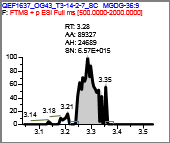 QEF1637_OG43_T3-14-2-7_SC MGDG-36:9
F: FTMS + p ESI Full ms [500.0000-2000.0000]
RT: 3.28
AA: 89327
AH: 24689
SN: 6.57E+015
100
80
60
40
20
0
3.14
3.18
3.21
3.35
3.1
3.2
3.3
3.4
3.5